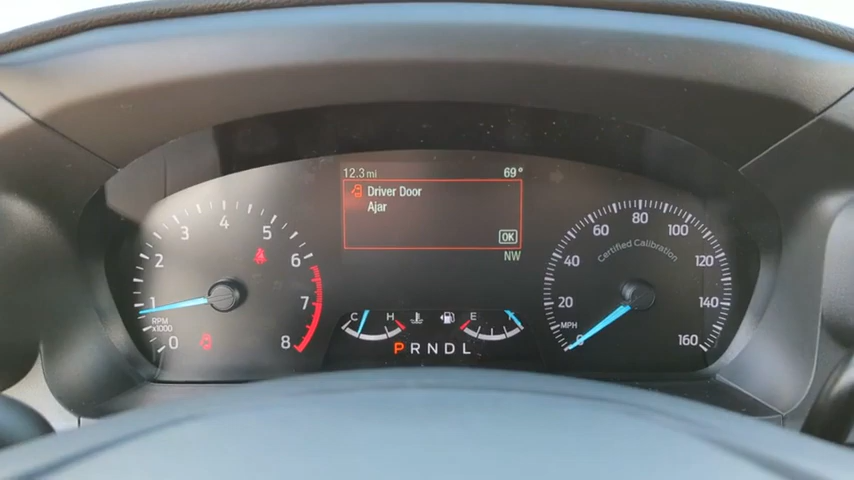 12.3 mi 69°
Driver Door
Ajar
OK
NW
0 1 2 3 4 5 6 7 8
RPM
x1000
C H E
P R N D L
0 20 40 60 80 100 120 140 160
Certified Calibration
MPH